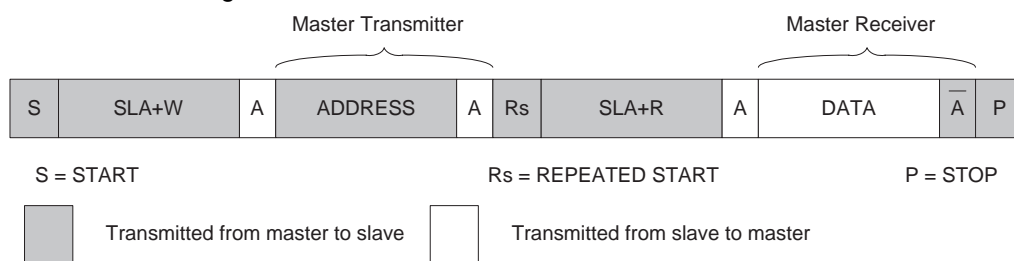 Master Transmitter Master Receiver
S SLA+W A ADDRESS A Rs SLA+R A DATA A̅ P
S = START Rs = REPEATED START P = STOP
Transmitted from master to slave Transmitted from slave to master